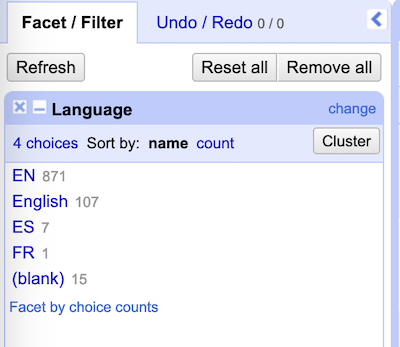 Facet / Filter Undo / Redo 0 / 0
Refresh Reset all Remove all
Language change
4 choices Sort by: name count Cluster
EN 871
English 107
ES 7
FR 1
(blank) 15
Facet by choice counts